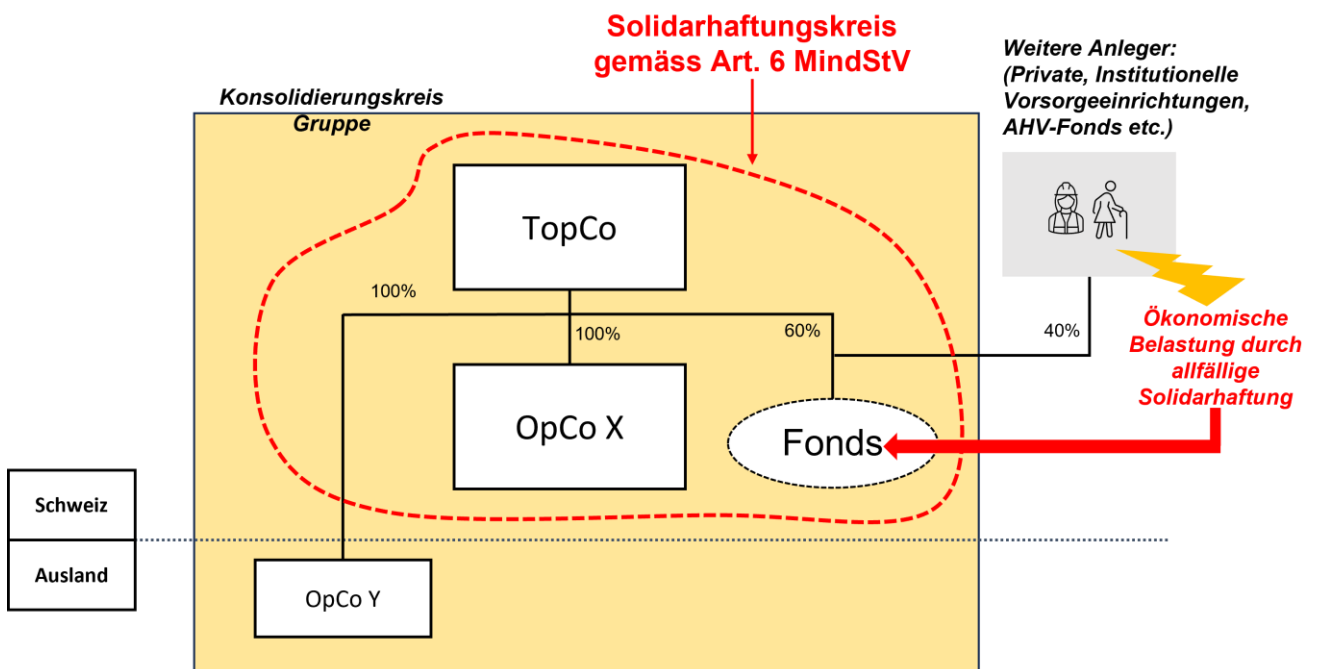 Solidarhaftungskreis
gemäss Art. 6 MindStV
Weitere Anleger:
(Private, Institutionelle
Vorsorgeeinrichtungen,
AHV-Fonds etc.)
Konsolidierungskreis
Gruppe
TopCo
100%
100%
60%
40%
Ökonomische
Belastung durch
allfällige
Solidarhaftung
OpCo X
Fonds
Schweiz
Ausland
OpCo Y